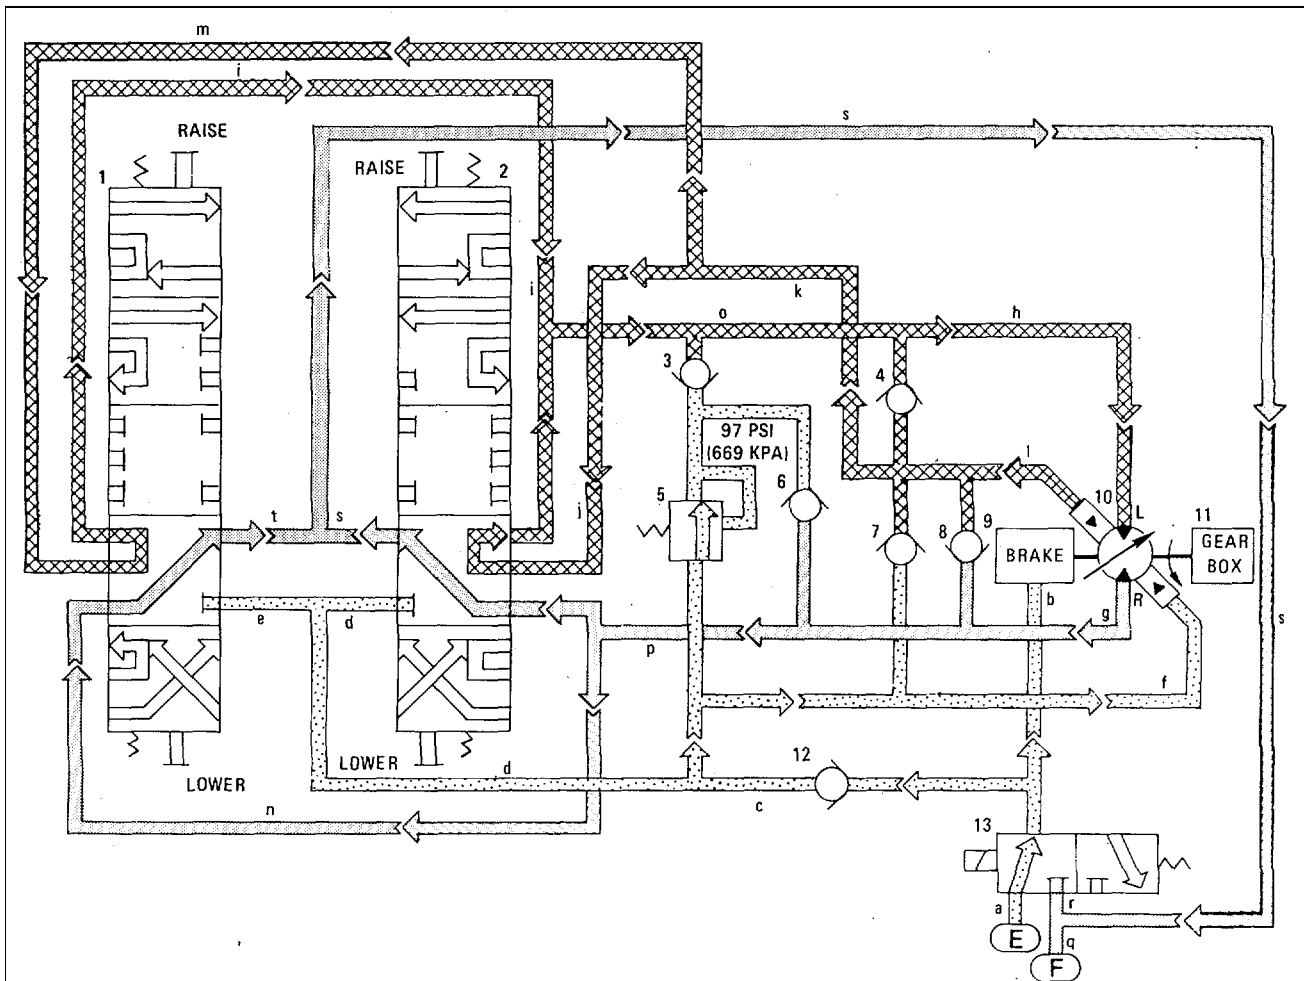 m
i
s
RAISE
RAISE
1
2
k
i
o
h
3
4
97 PSI
(669 KPA)
6
5
l
10
L
11
j
7
8
9
BRAKE
GEAR
BOX
t
s
e
d
b
g
R
p
s
f
LOWER
LOWER
d
12
c
n
13
a
r
E
q
F